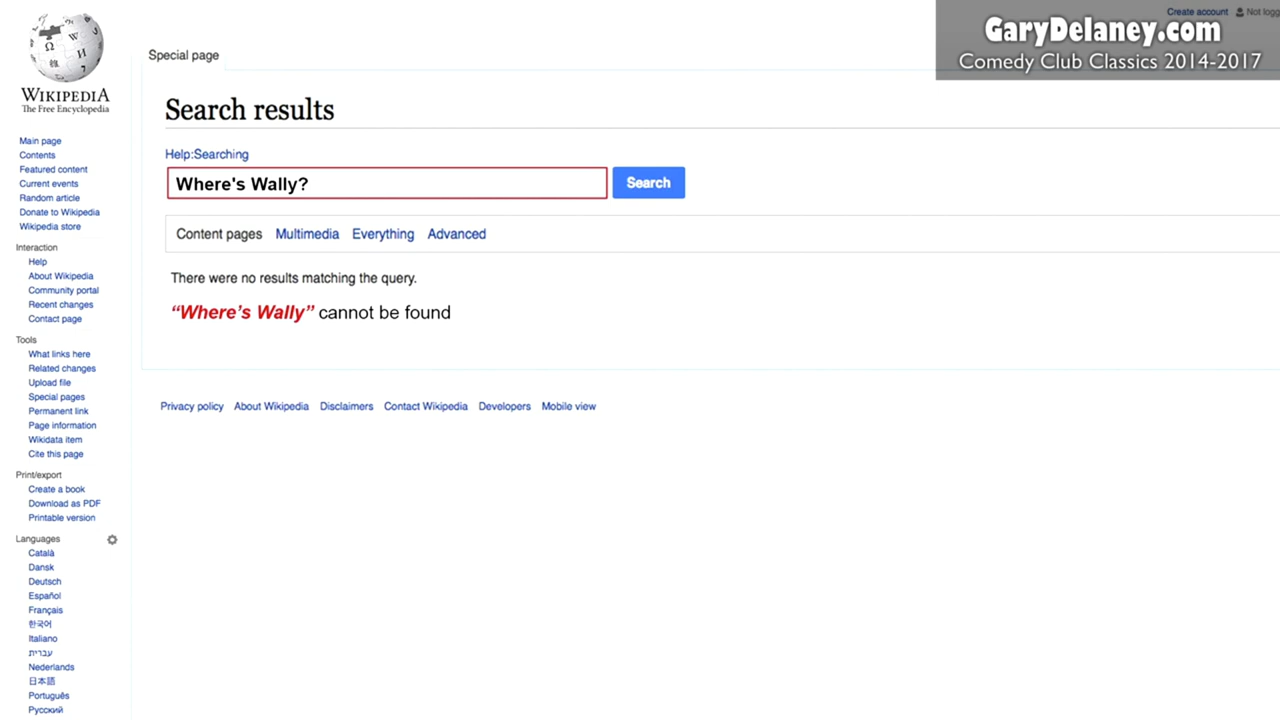 Create account Not logg
GaryDelaney.com
Comedy Club Classics 2014-2017
WIKIPEDIA
The Free Encyclopedia
Special page
Search results
Help:Searching
Where's Wally?
Search
Content pages Multimedia Everything Advanced
There were no results matching the query.
“Where’s Wally” cannot be found
Privacy policy About Wikipedia Disclaimers Contact Wikipedia Developers Mobile view
Main page
Contents
Featured content
Current events
Random article
Donate to Wikipedia
Wikipedia store
Interaction
Help
About Wikipedia
Community portal
Recent changes
Contact page
Tools
What links here
Related changes
Upload file
Special pages
Permanent link
Page information
Wikidata item
Cite this page
Print/export
Create a book
Download as PDF
Printable version
Languages
Català
Dansk
Deutsch
Español
Français
한국어
Italiano
עברית
Nederlands
日本語
Português
Русский